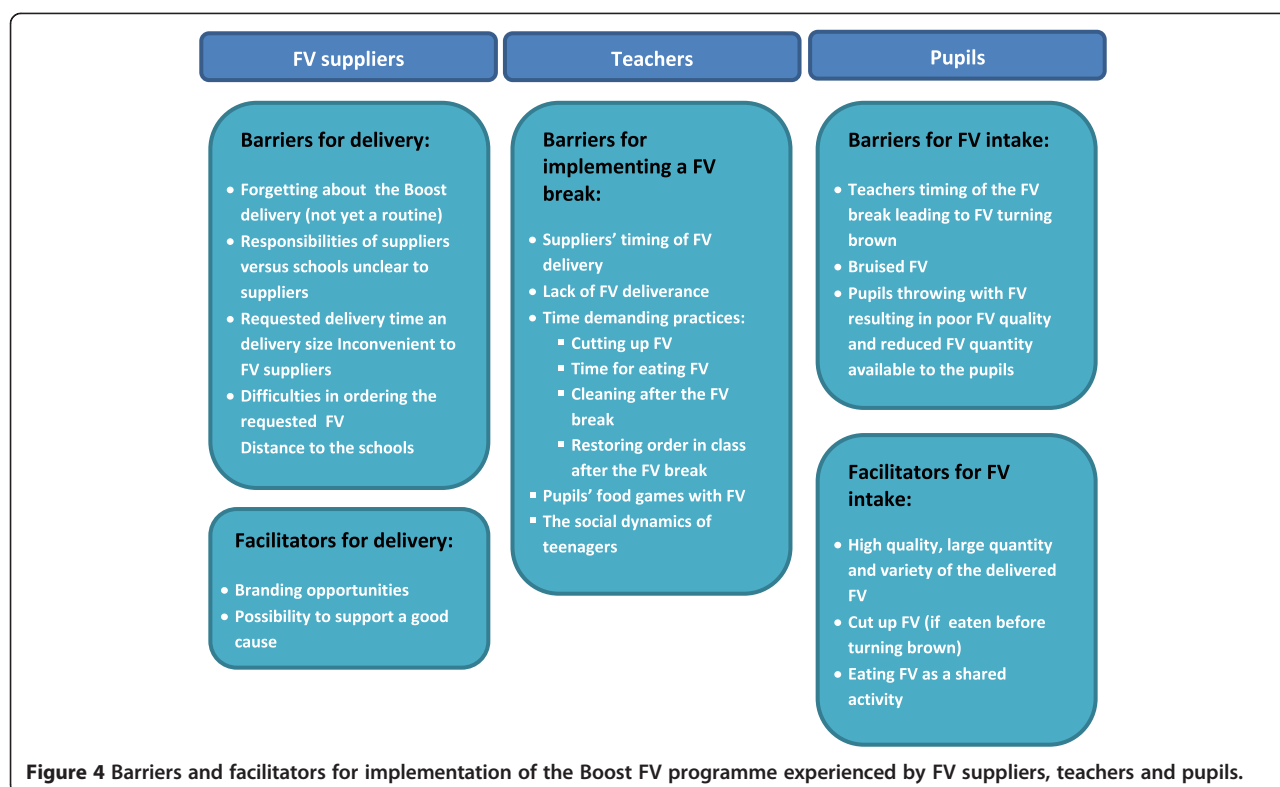 FV suppliers
Barriers for delivery:
• Forgetting about the Boost
delivery (not yet a routine)
• Responsibilities of suppliers
versus schools unclear to
suppliers
• Requested delivery time an
delivery size Inconvenient to
FV suppliers
• Difficulties in ordering the
requested FV
Distance to the schools
Facilitators for delivery:
• Branding opportunities
• Possibility to support a good
cause
Teachers
Barriers for
implementing a FV
break:
• Suppliers’ timing of FV
delivery
• Lack of FV deliverance
• Time demanding practices:
▪ Cutting up FV
▪ Time for eating FV
▪ Cleaning after the FV
break
▪ Restoring order in class
after the FV break
▪ Pupils’ food games with FV
▪ The social dynamics of
teenagers
Pupils
Barriers for FV intake:
• Teachers timing of the FV
break leading to FV turning
brown
• Bruised FV
• Pupils throwing with FV
resulting in poor FV quality
and reduced FV quantity
available to the pupils
Facilitators for FV
intake:
• High quality, large quantity
and variety of the delivered
FV
• Cut up FV (if eaten before
turning brown)
• Eating FV as a shared
activity
Figure 4 Barriers and facilitators for implementation of the Boost FV programme experienced by FV suppliers, teachers and pupils.